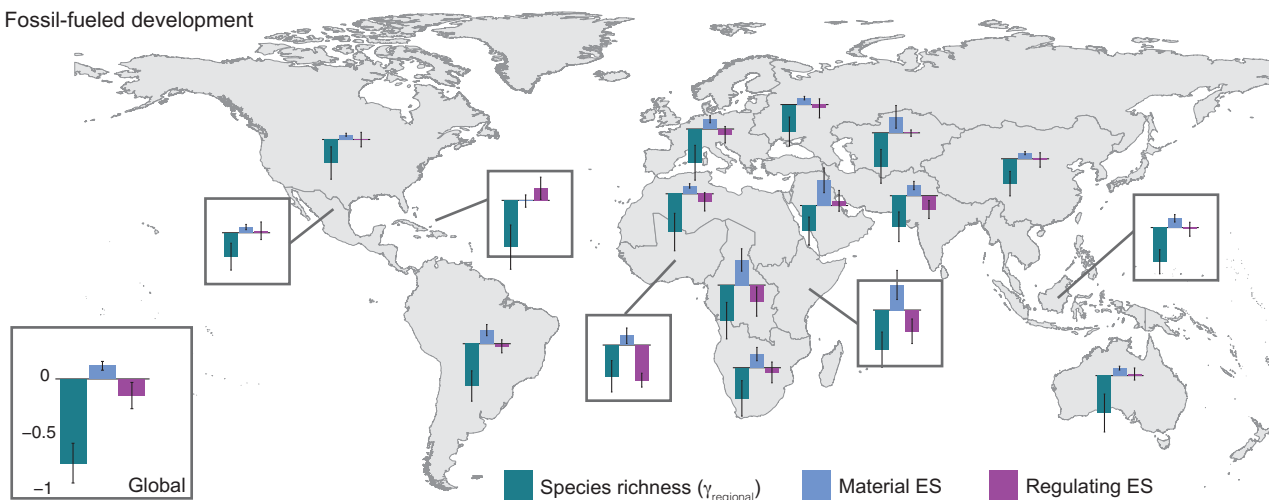 Fossil-fueled development
0
−0.5
−1
Global
Species richness (γregional)
Material ES
Regulating ES